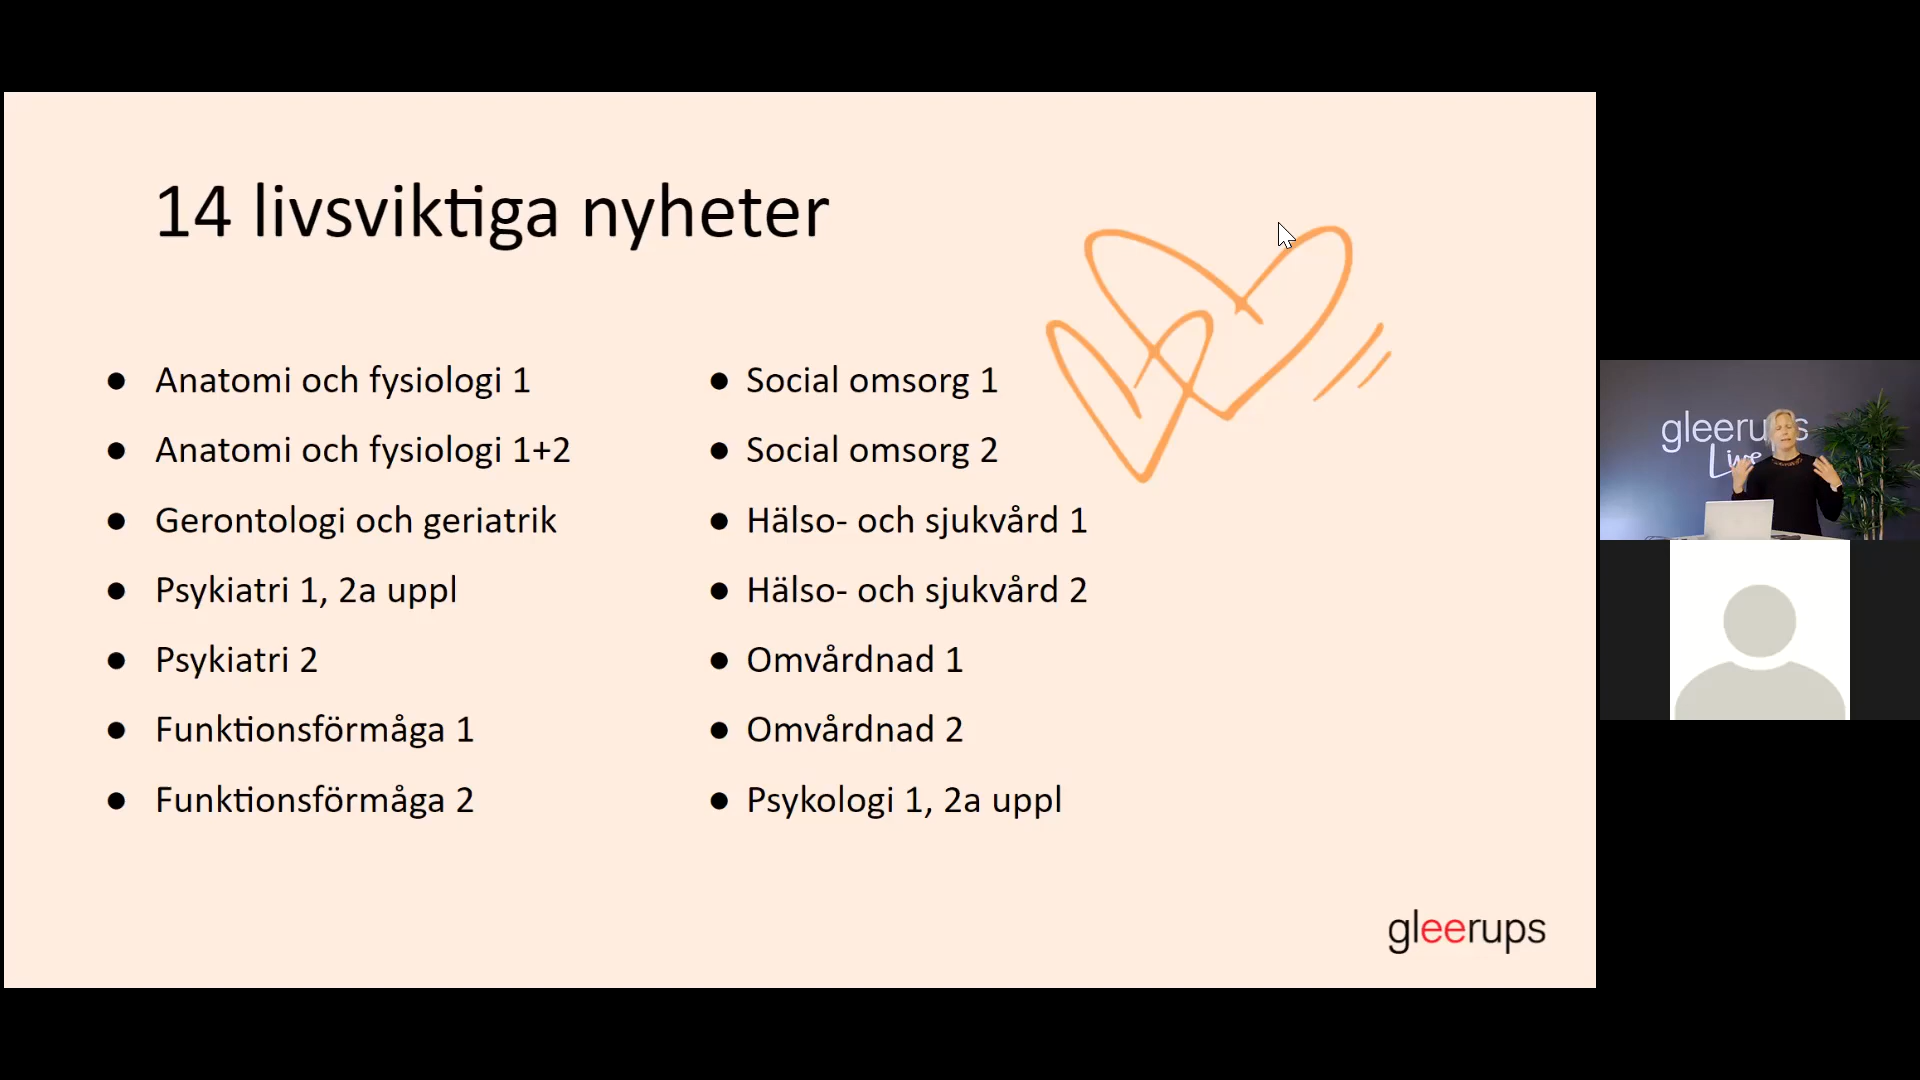 14 livsviktiga nyheter
Anatomi och fysiologi 1
Anatomi och fysiologi 1+2
Gerontologi och geriatrik
Psykiatri 1, 2a uppl
Psykiatri 2
Funktionsförmåga 1
Funktionsförmåga 2
Social omsorg 1
Social omsorg 2
Hälso- och sjukvård 1
Hälso- och sjukvård 2
Omvårdnad 1
Omvårdnad 2
Psykologi 1, 2a uppl
gleerups
gleerups
Live